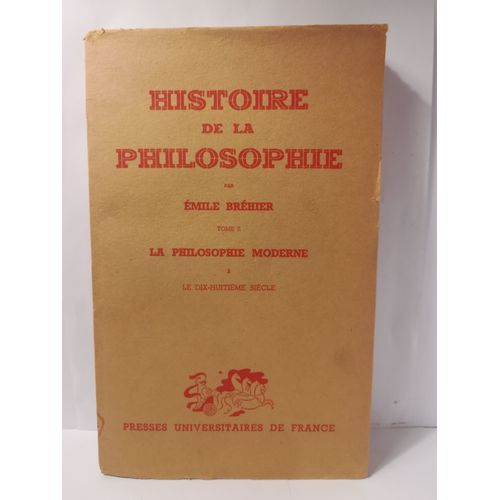 HISTOIRE
DE LA
PHILOSOPHIE
PAR
ÉMILE BRÉHIER
TOME 2
LA PHILOSOPHIE MODERNE
2
LE DIX-HUITIÈME SIÈCLE
PRESSES UNIVERSITAIRES DE FRANCE